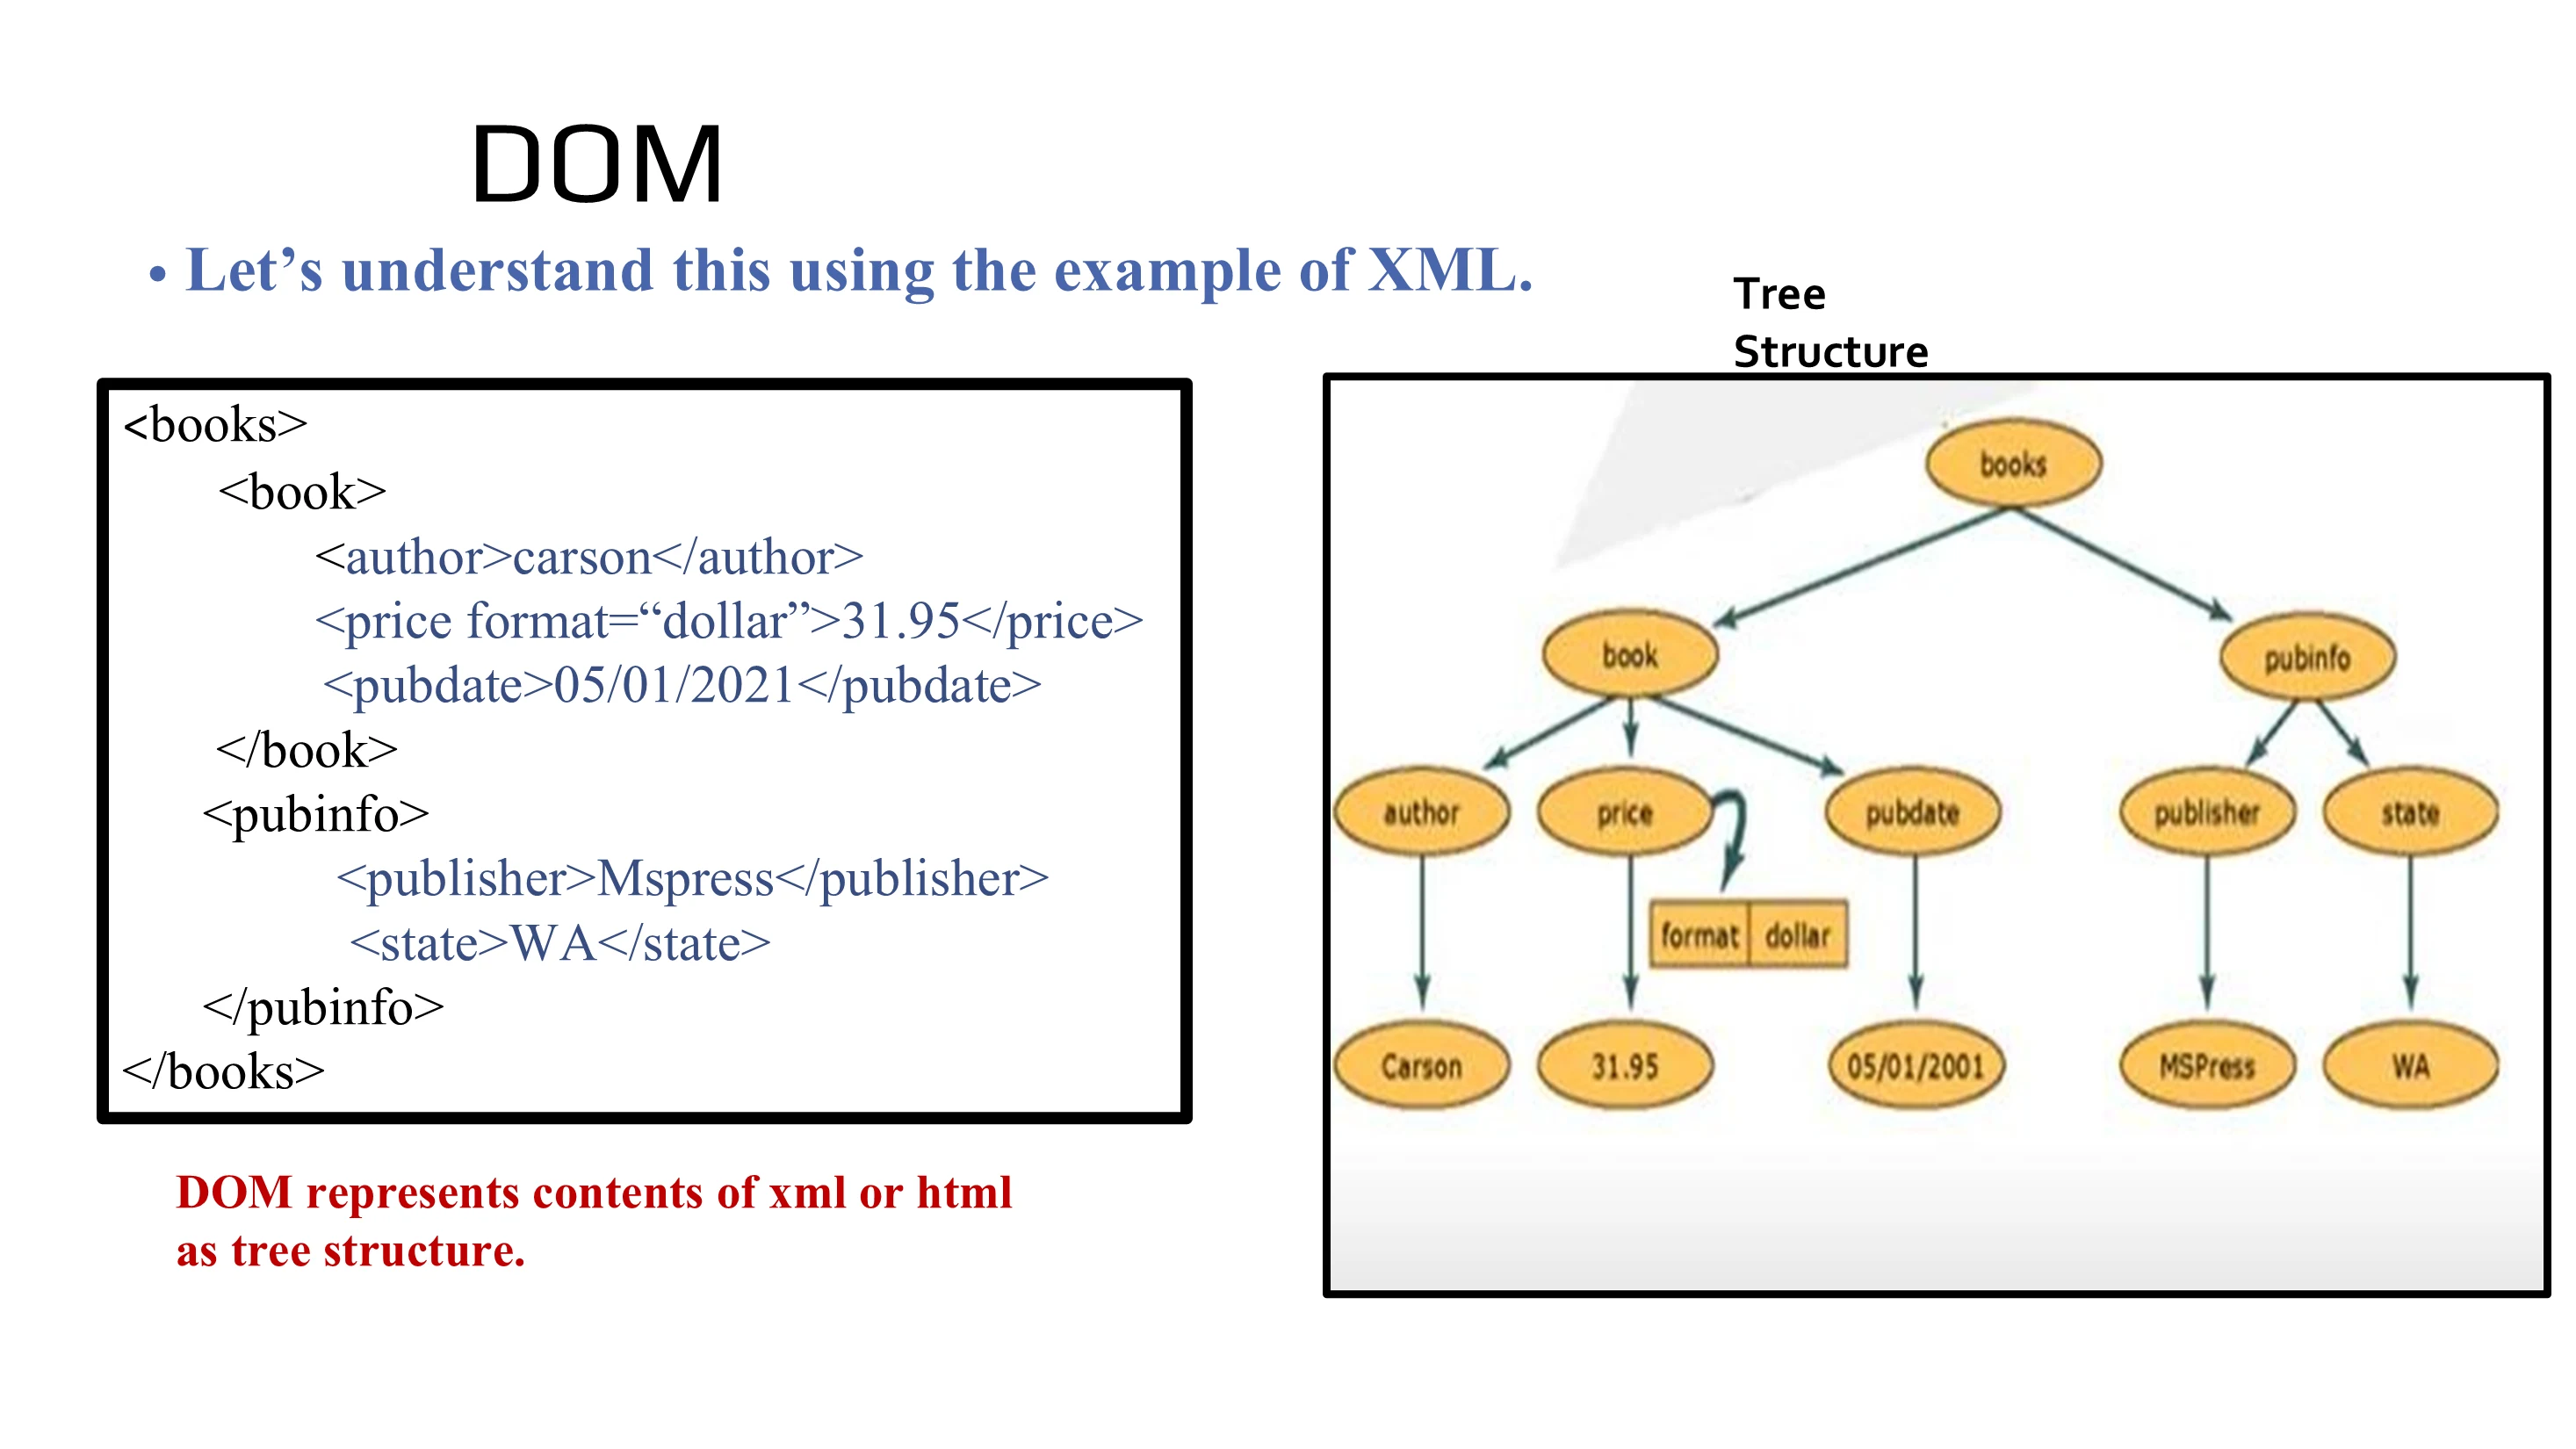 DOM
• Let’s understand this using the example of XML.
Tree
Structure
<books>
<book>
<author>carson</author>
<price format=“dollar”>31.95</price>
<pubdate>05/01/2021</pubdate>
</book>
<pubinfo>
<publisher>Mspress</publisher>
<state>WA</state>
</pubinfo>
</books>
DOM represents contents of xml or html
as tree structure.
books
book
pubinfo
author
price
pubdate
publisher
state
format dollar
Carson
31.95
05/01/2001
MSPress
WA